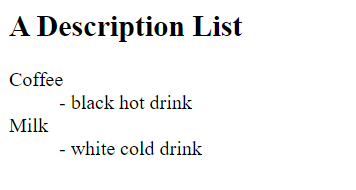 A Description List
Coffee
- black hot drink
Milk
- white cold drink